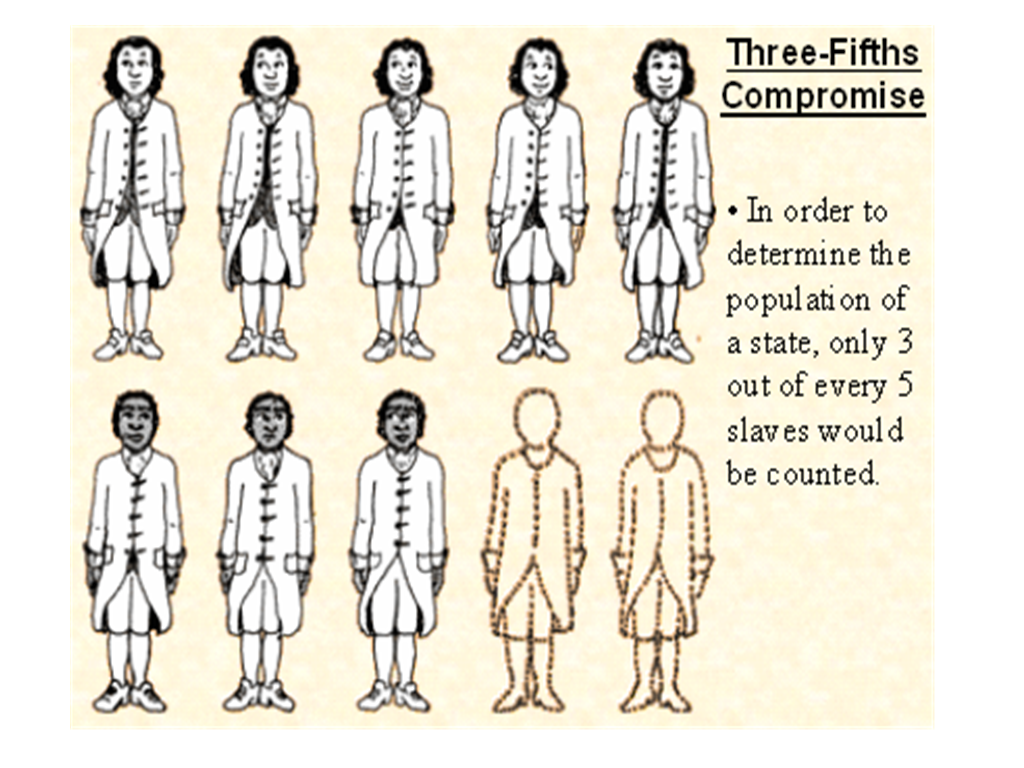 Three-Fifths
Compromise
• In order to
determine the
population of
a state, only 3
out of every 5
slaves would
be counted.